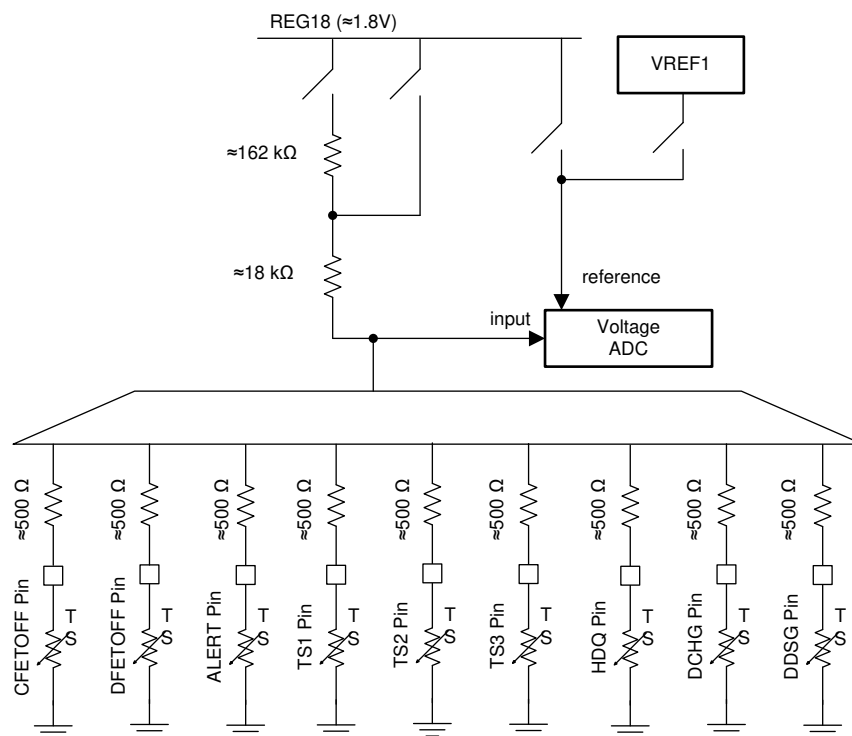 REG18 (≈1.8V)
VREF1
≈162 kΩ
≈18 kΩ
reference
input
Voltage
ADC
≈500 Ω
≈500 Ω
≈500 Ω
≈500 Ω
≈500 Ω
≈500 Ω
≈500 Ω
≈500 Ω
≈500 Ω
CFETOFF Pin
T
S
DFETOFF Pin
T
S
ALERT Pin
T
S
TS1 Pin
T
S
TS2 Pin
T
S
TS3 Pin
T
S
HDQ Pin
T
S
DCHG Pin
T
S
DDSG Pin
T
S